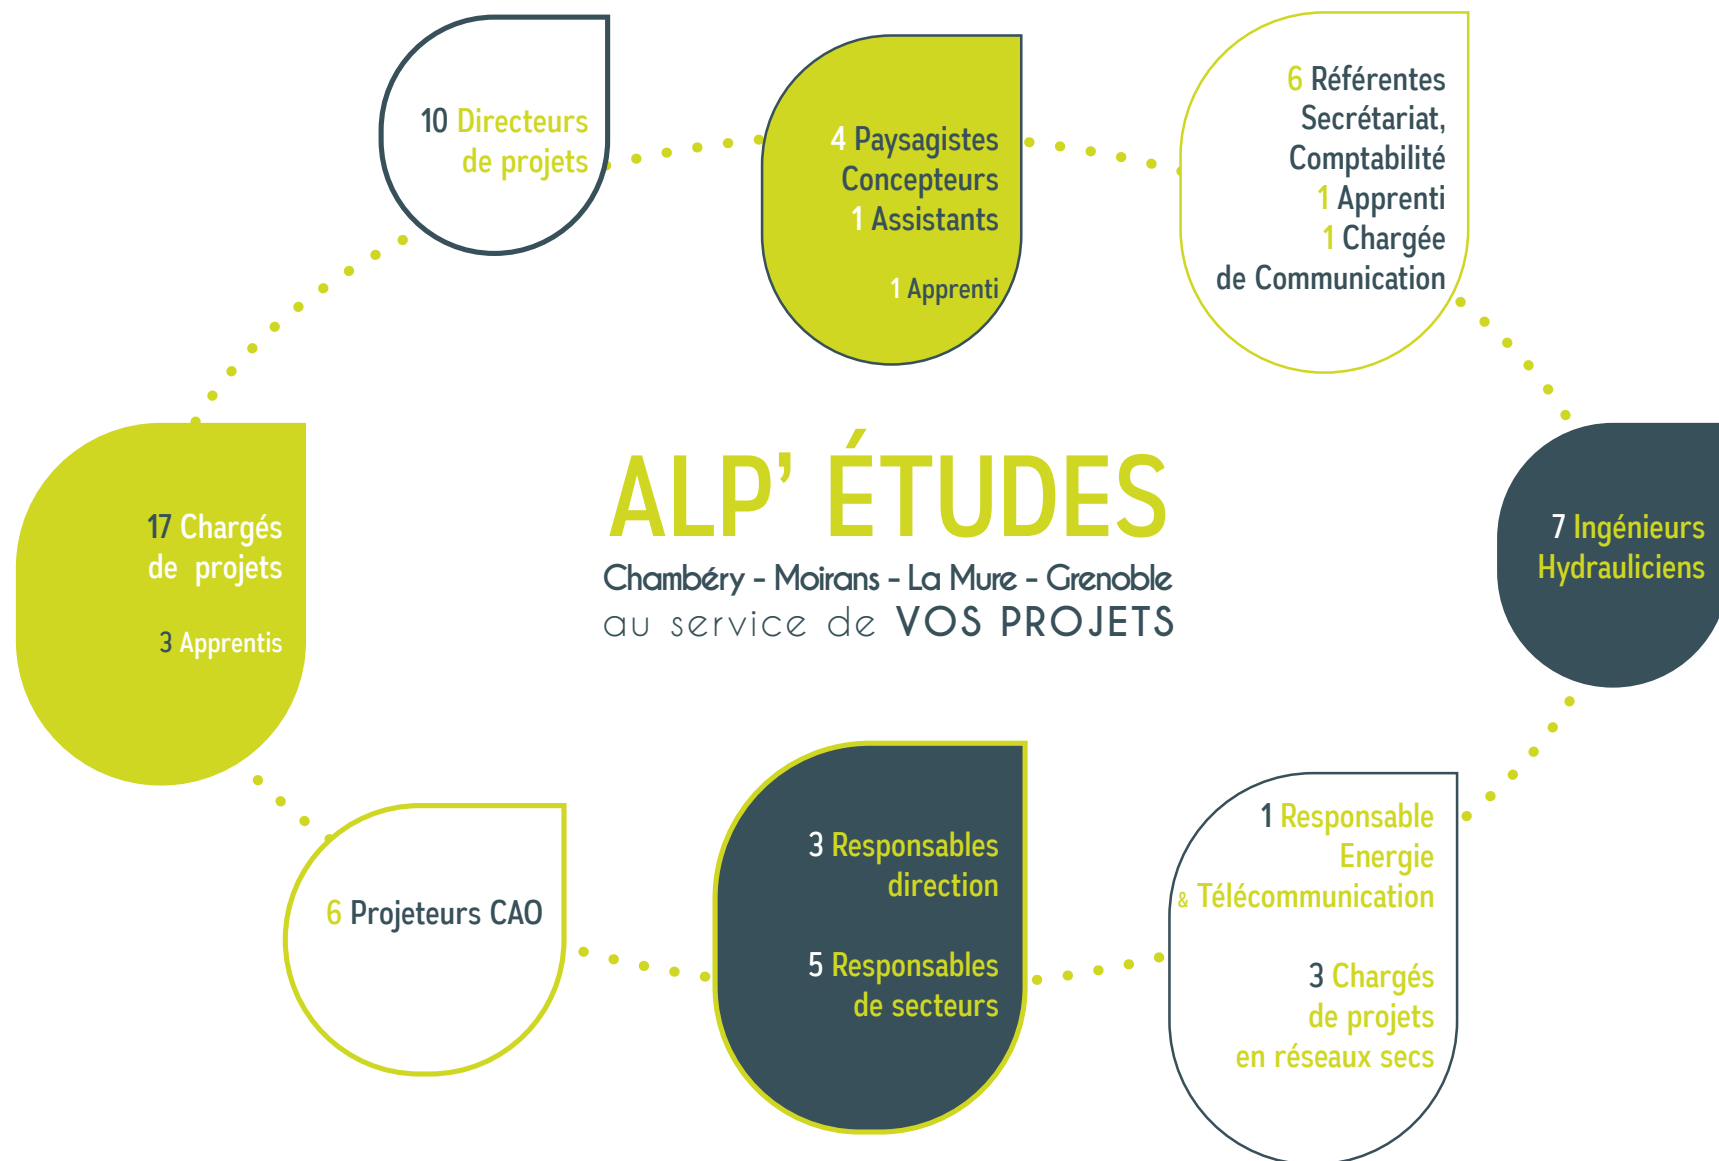 10 Directeurs
de projets
4 Paysagistes
Concepteurs
1 Assistants
1 Apprenti
6 Référentes
Secrétariat,
Comptabilité
1 Apprenti
1 Chargée
de Communication
17 Chargés
de projets
3 Apprentis
ALP' ÉTUDES
Chambéry - Moirans - La Mure - Grenoble
au service de VOS PROJETS
7 Ingénieurs
Hydrauliciens
6 Projeteurs CAO
3 Responsables
direction
5 Responsables
de secteurs
1 Responsable
Energie
& Télécommunication
3 Chargés
de projets
en réseaux secs